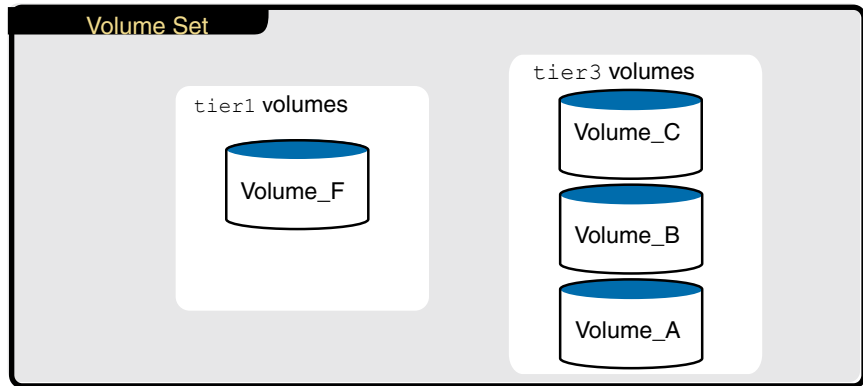 Volume Set
tier1 volumes
Volume_F
tier3 volumes
Volume_C
Volume_B
Volume_A